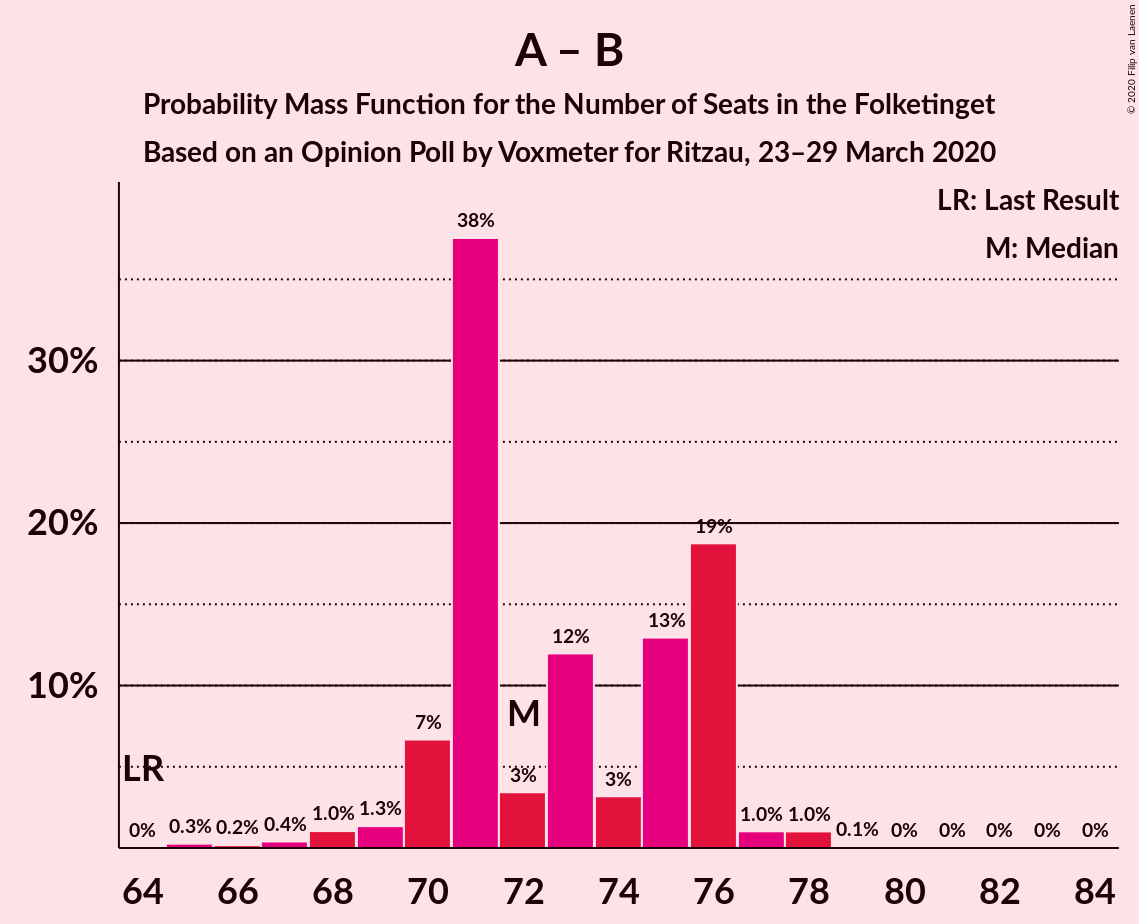 A – B
Probability Mass Function for the Number of Seats in the Folketinget
Based on an Opinion Poll by Voxmeter for Ritzau, 23–29 March 2020
© 2020 Filip van Laenen
LR: Last Result
M: Median
30%
20%
10%
LR
M
0% 0.3% 0.2% 0.4% 1.0% 1.3% 7% 38% 3% 12% 3% 13% 19% 1.0% 1.0% 0.1% 0% 0% 0% 0% 0%
64 66 68 70 72 74 76 78 80 82 84